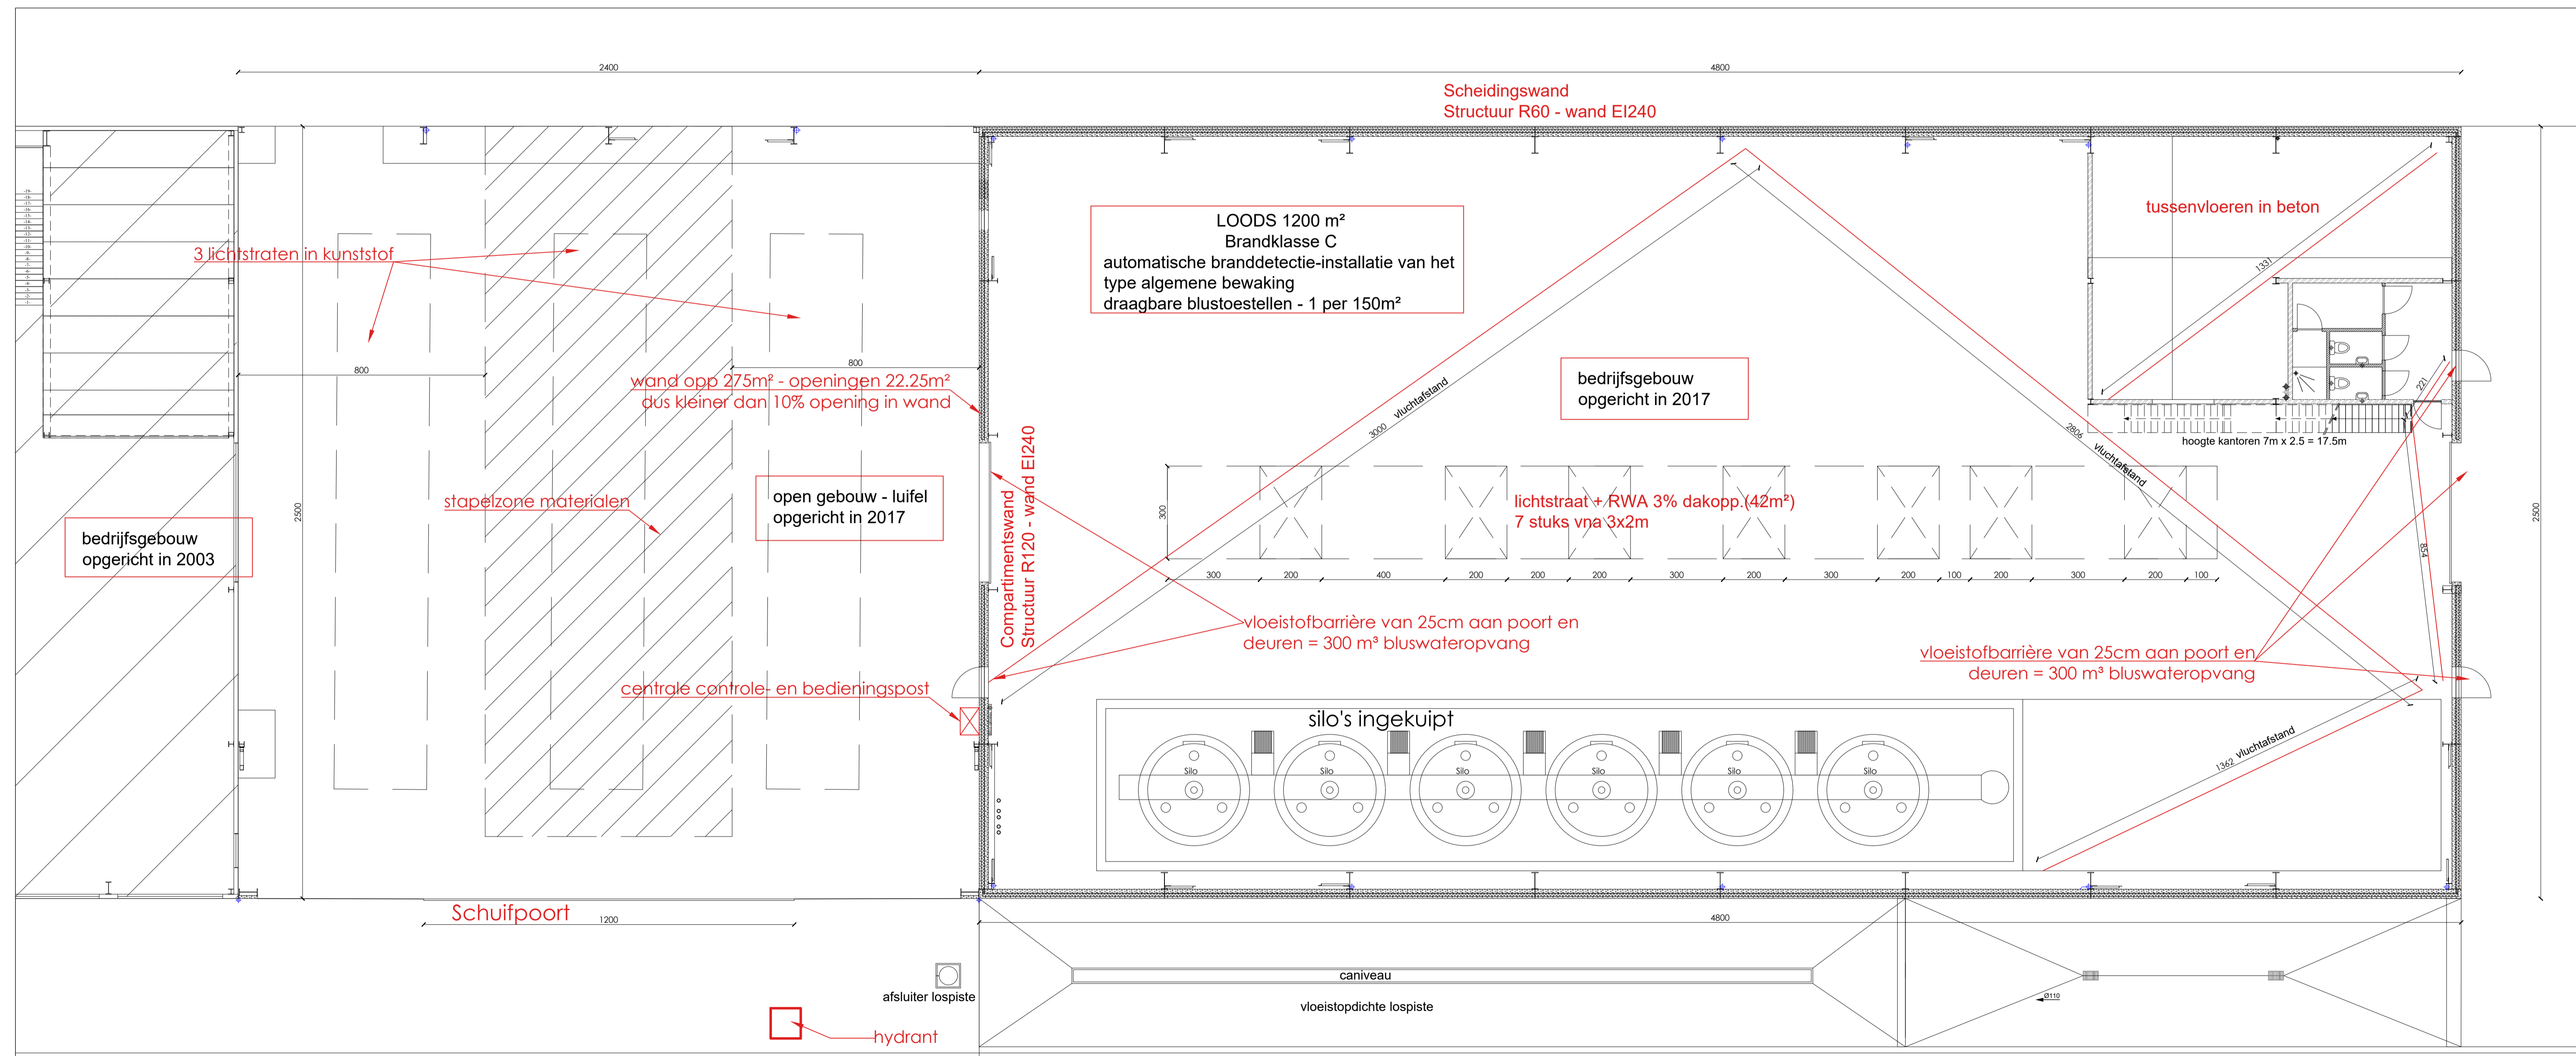 2400
4800
Scheidingswand
Structuur R60 - wand EI240
LOODS 1200 m²
Brandklasse C
automatische branddetectie-installatie van het
type algemene bewaking
draagbare blustoestellen - 1 per 150m²
tussenvloeren in beton
1331
3 lichtstraten in kunststof
800
800
wand opp 275m² - openingen 22.25m²
dus kleiner dan 10% opening in wand
bedrijfsgebouw
opgericht in 2017
3000
vluchtafstand
2806
vluchtafstand
221
hoogte kantoren 7m x 2.5 = 17.5m
stapelzone materialen
open gebouw - luifel
opgericht in 2017
2500
Compartimentswand
Structuur R120 - wand EI240
300
lichtstraat + RWA 3% dakopp.(42m²)
7 stuks vna 3x2m
2500
854
bedrijfsgebouw
opgericht in 2003
300
200
400
200
200
200
300
200
300
200
100
200
300
200
100
vloeistofbarrière van 25cm aan poort en
deuren = 300 m³ bluswateropvang
vloeistofbarrière van 25cm aan poort en
deuren = 300 m³ bluswateropvang
centrale controle- en bedieningspost
silo's ingekuipt
1362
vluchtafstand
Silo
Silo
Silo
Silo
Silo
Silo
Schuifpoort
1200
4800
afsluiter lospiste
caniveau
vloeistopdichte lospiste
Ø110
hydrant